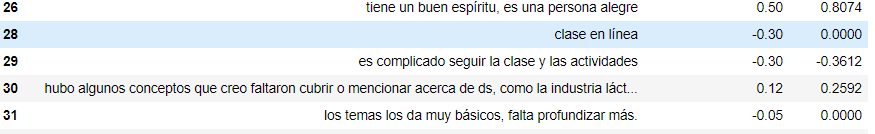 26 tiene un buen espíritu, es una persona alegre 0.50 0.8074
28 clase en línea -0.30 0.0000
29 es complicado seguir la clase y las actividades -0.30 -0.3612
30 hubo algunos conceptos que creo faltaron cubrir o mencionar acerca de ds, como la industria láct... 0.12 0.2592
31 los temas los da muy básicos, falta profundizar más. -0.05 0.0000